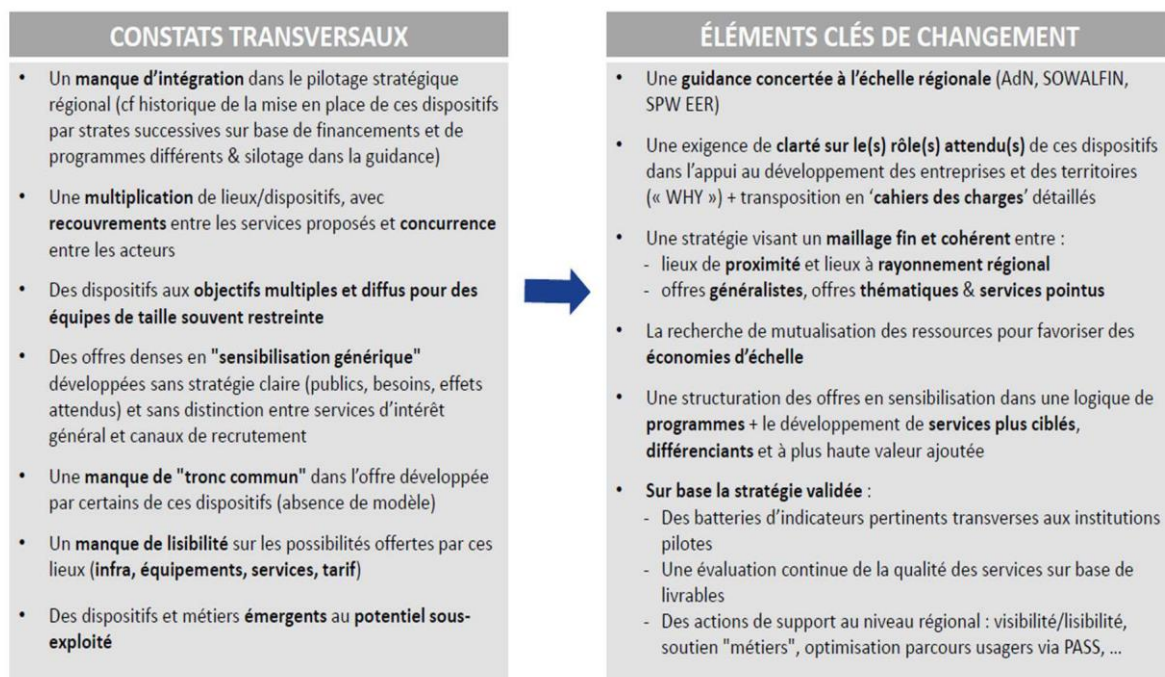 CONSTATS TRANSVERSAUX
• Un manque d'intégration dans le pilotage stratégique
régional (cf historique de la mise en place de ces dispositifs
par strates successives sur base de financements et de
programmes différents & silotage dans la guidance)
• Une multiplication de lieux/dispositifs, avec
recouvrements entre les services proposés et concurrence
entre les acteurs
• Des dispositifs aux objectifs multiples et diffus pour des
équipes de taille souvent restreinte
• Des offres denses en "sensibilisation générique"
développées sans stratégie claire (publics, besoins, effets
attendus) et sans distinction entre services d'intérêt
général et canaux de recrutement
• Une manque de "tronc commun" dans l'offre développée
par certains de ces dispositifs (absence de modèle)
• Un manque de lisibilité sur les possibilités offertes par ces
lieux (infra, équipements, services, tarif)
• Des dispositifs et métiers émergents au potentiel sous-
exploité
ÉLÉMENTS CLÉS DE CHANGEMENT
• Une guidance concertée à l'échelle régionale (AdN, SOWALFIN,
SPW EER)
• Une exigence de clarté sur le(s) rôle(s) attendu(s) de ces dispositifs
dans l'appui au développement des entreprises et des territoires
(« WHY ») + transposition en 'cahiers des charges' détaillés
• Une stratégie visant un maillage fin et cohérent entre :
- lieux de proximité et lieux à rayonnement régional
- offres généralistes, offres thématiques & services pointus
• La recherche de mutualisation des ressources pour favoriser des
économies d'échelle
• Une structuration des offres en sensibilisation dans une logique de
programmes + le développement de services plus ciblés,
différenciants et à plus haute valeur ajoutée
• Sur base la stratégie validée :
- Des batteries d'indicateurs pertinents transverses aux institutions
pilotes
- Une évaluation continue de la qualité des services sur base de
livrables
- Des actions de support au niveau régional : visibilité/lisibilité,
soutien "métiers", optimisation parcours usagers via PASS, ...